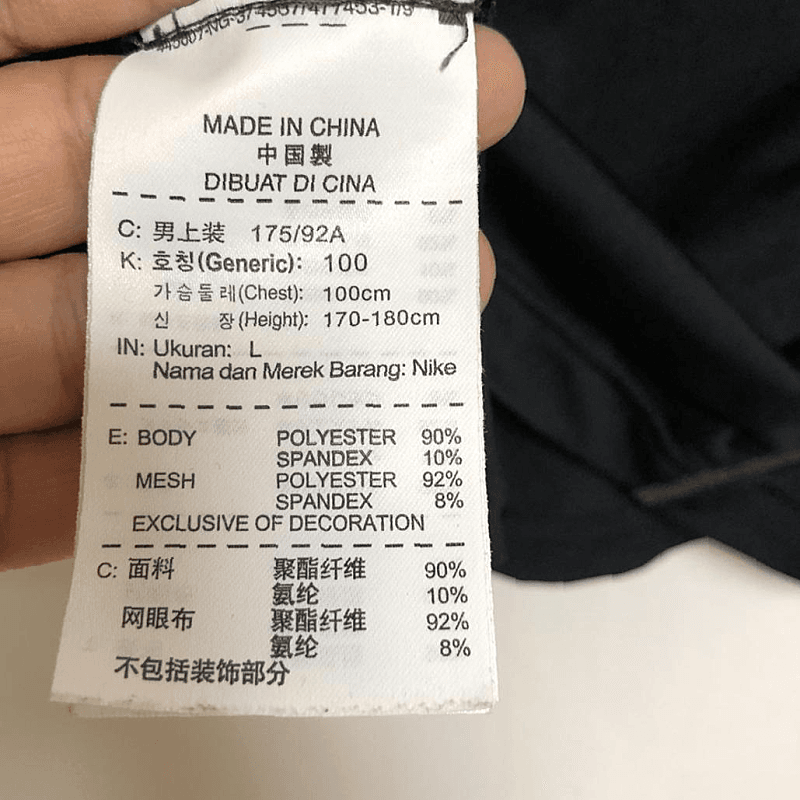 MADE IN CHINA
中国製
DIBUAT DI CINA
C: 男上装 175/92A
K: 호칭(Generic): 100
가슴둘레(Chest): 100cm
신 장(Height): 170-180cm
IN: Ukuran: L
Nama dan Merek Barang: Nike
E: BODY POLYESTER 90%
SPANDEX 10%
MESH POLYESTER 92%
SPANDEX 8%
EXCLUSIVE OF DECORATION
C: 面料 聚酯纤维 90%
氨纶 10%
网眼布 聚酯纤维 92%
氨纶 8%
不包括装饰部分